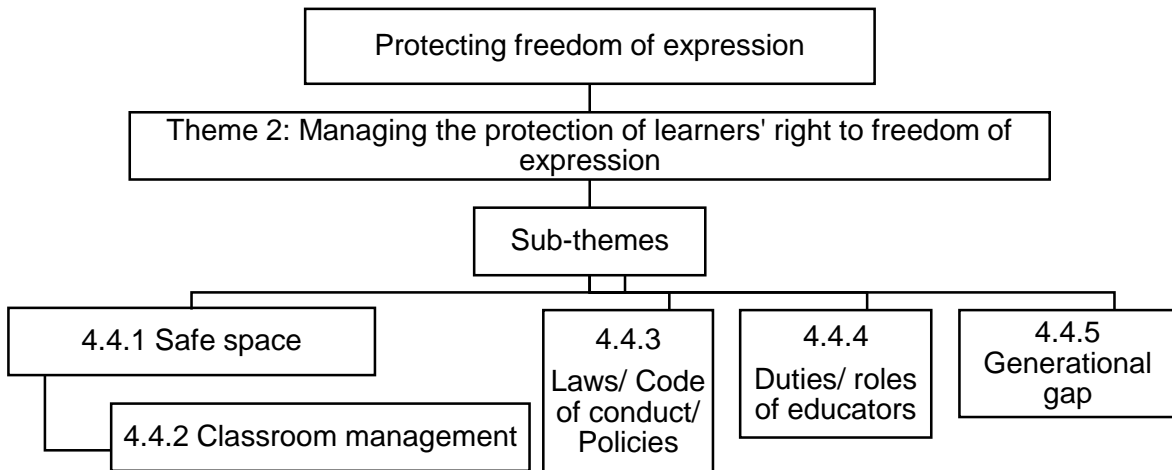 Protecting freedom of expression
Theme 2: Managing the protection of learners' right to freedom of
expression
Sub-themes
4.4.1 Safe space
4.4.2 Classroom management
4.4.3
Laws/ Code
of conduct/
Policies
4.4.4
Duties/ roles
of educators
4.4.5
Generational
gap